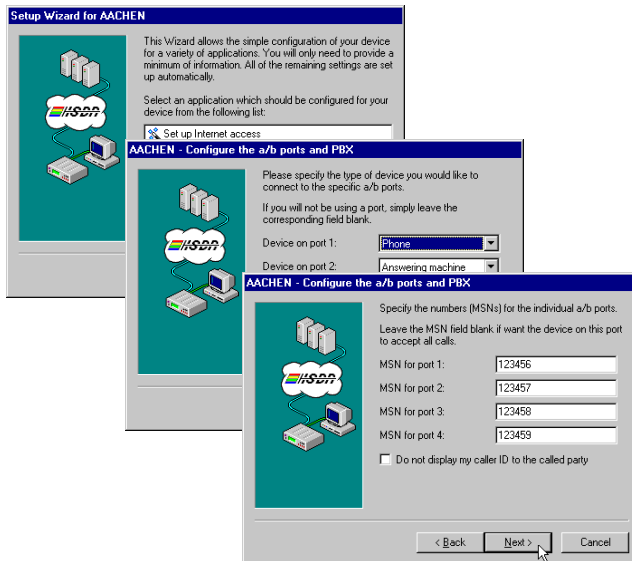 Setup Wizard for AACHEN
This Wizard allows the simple configuration of your device
for a variety of applications. You will only need to provide a
minimum of information. All of the remaining settings are set
up automatically.
Select an application which should be configured for your
device from the following list:
Set up Internet access
AACHEN - Configure the a/b ports and PBX
Please specify the type of device you would like to
connect to the specific a/b ports.
If you will not be using a port, simply leave the
corresponding field blank.
Device on port 1: Phone
Device on port 2: Answering machine
AACHEN - Configure the a/b ports and PBX
Specify the numbers (MSNs) for the individual a/b ports.
Leave the MSN field blank if want the device on this port
to accept all calls.
MSN for port 1: 123456
MSN for port 2: 123457
MSN for port 3: 123458
MSN for port 4: 123459
Do not display my caller ID to the called party
< Back Next > Cancel